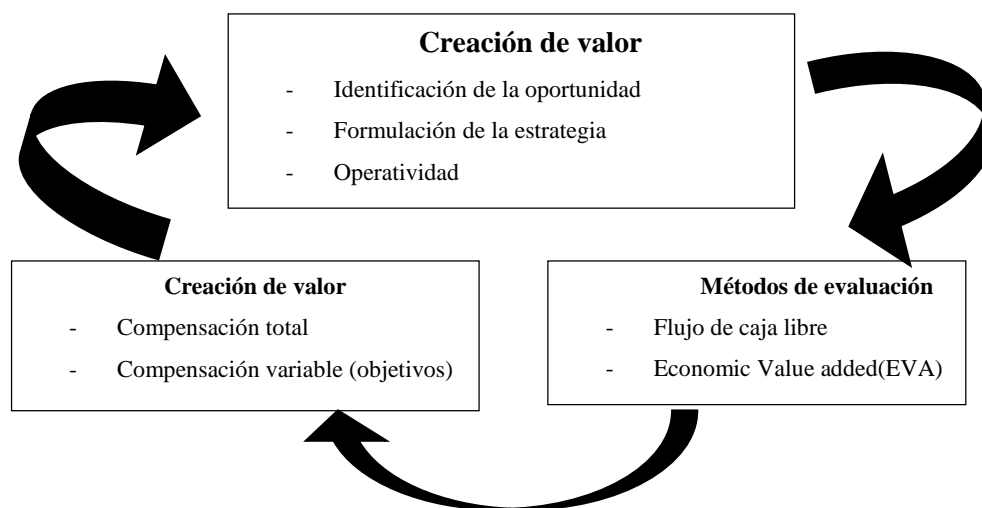 Creación de valor
- Identificación de la oportunidad
- Formulación de la estrategia
- Operatividad
Creación de valor
- Compensación total
- Compensación variable (objetivos)
Métodos de evaluación
- Flujo de caja libre
- Economic Value added(EVA)